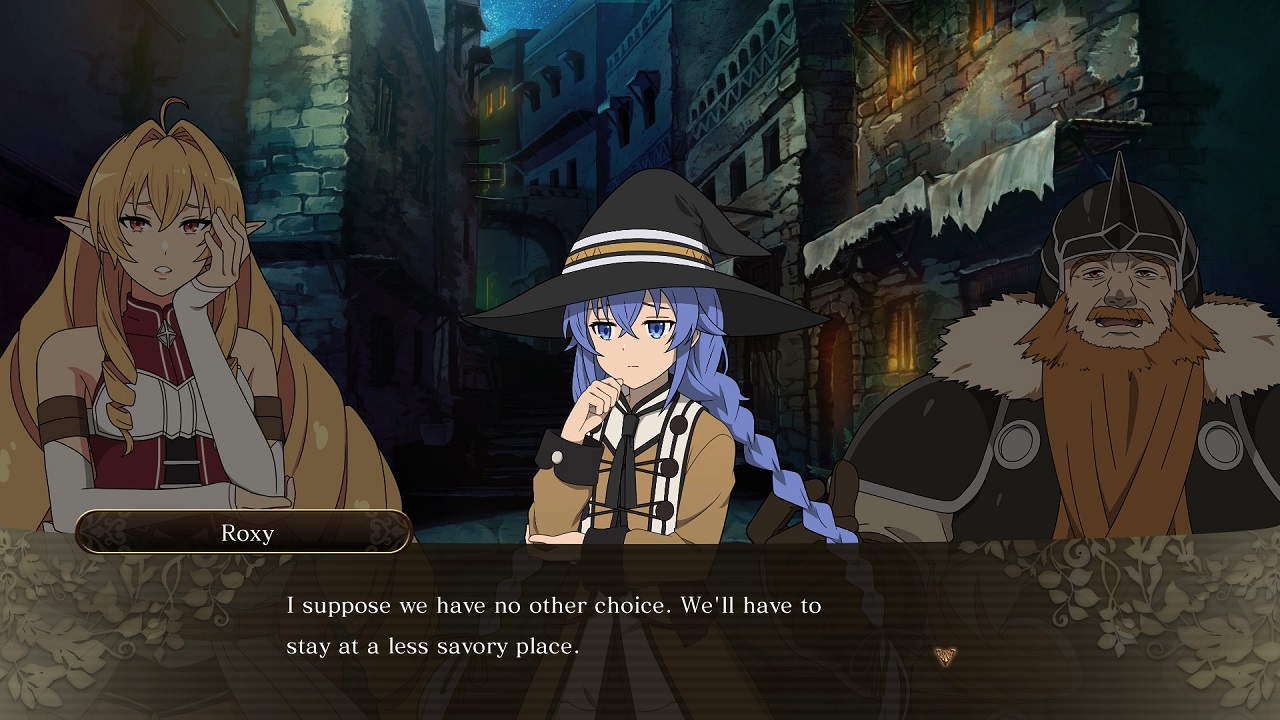 Roxy
I suppose we have no other choice. We'll have to
stay at a less savory place.